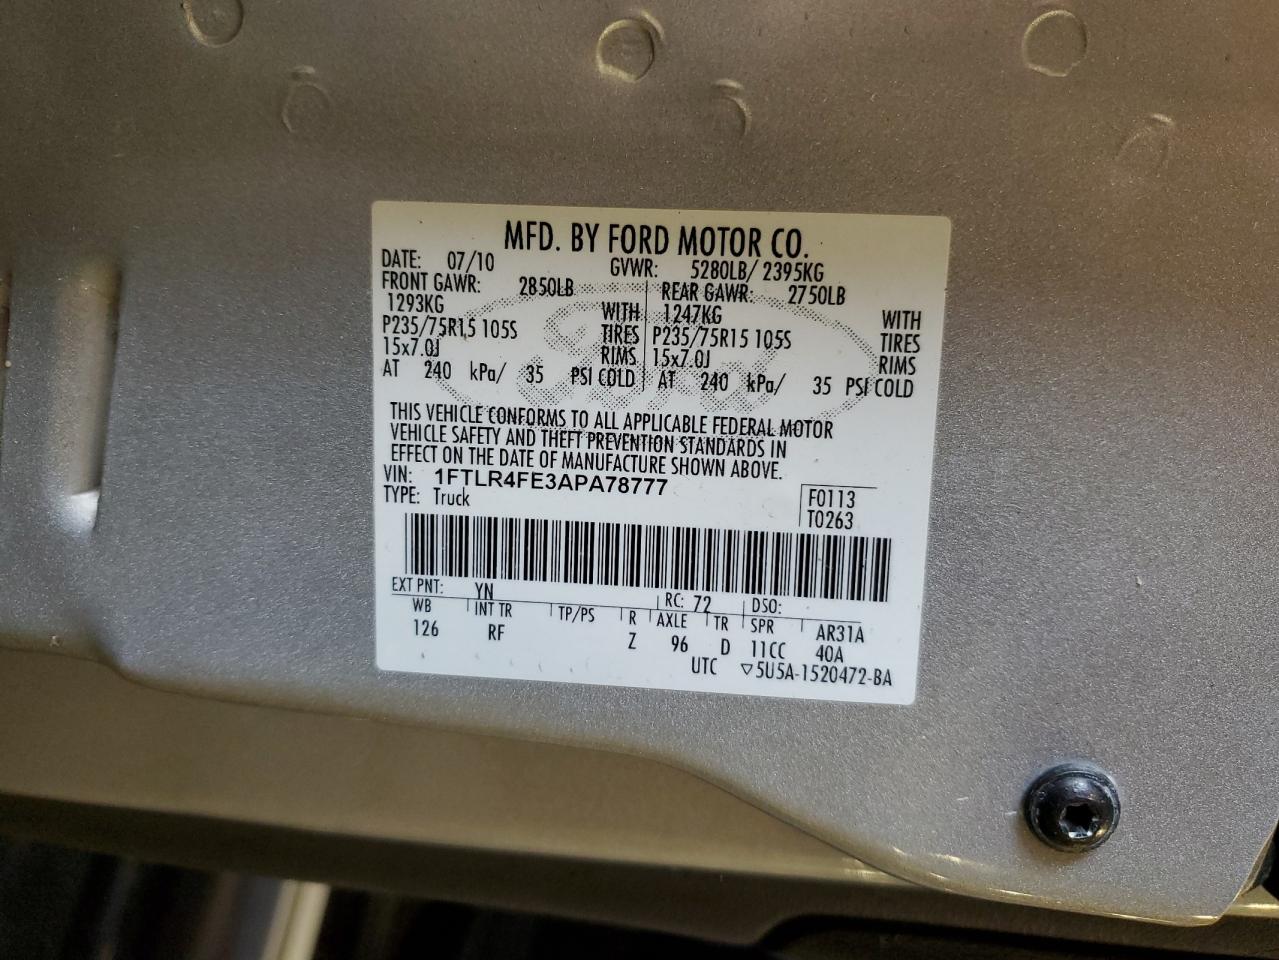 MFD. BY FORD MOTOR CO.
DATE: 07/10 GVWR: 5280LB/ 2395KG
FRONT GAWR: 2850LB REAR GAWR: 2750LB
1293KG WITH 1247KG WITH
P235/75R15 105S TIRES P235/75R15 105S TIRES
15x7.0J RIMS 15x7.0J RIMS
AT 240 kPa/ 35 PSI COLD AT 240 kPa/ 35 PSI COLD
Ford
THIS VEHICLE CONFORMS TO ALL APPLICABLE FEDERAL MOTOR
VEHICLE SAFETY AND THEFT PREVENTION STANDARDS IN
EFFECT ON THE DATE OF MANUFACTURE SHOWN ABOVE.
VIN: 1FTLR4FE3APA78777
TYPE: Truck
F0113
T0263
EXT PNT: YN RC: 72 DSO:
WB INT TR TP/PS R AXLE TR SPR AR31A
126 RF Z 96 D 11CC 40A
UTC ▽5U5A-1520472-BA